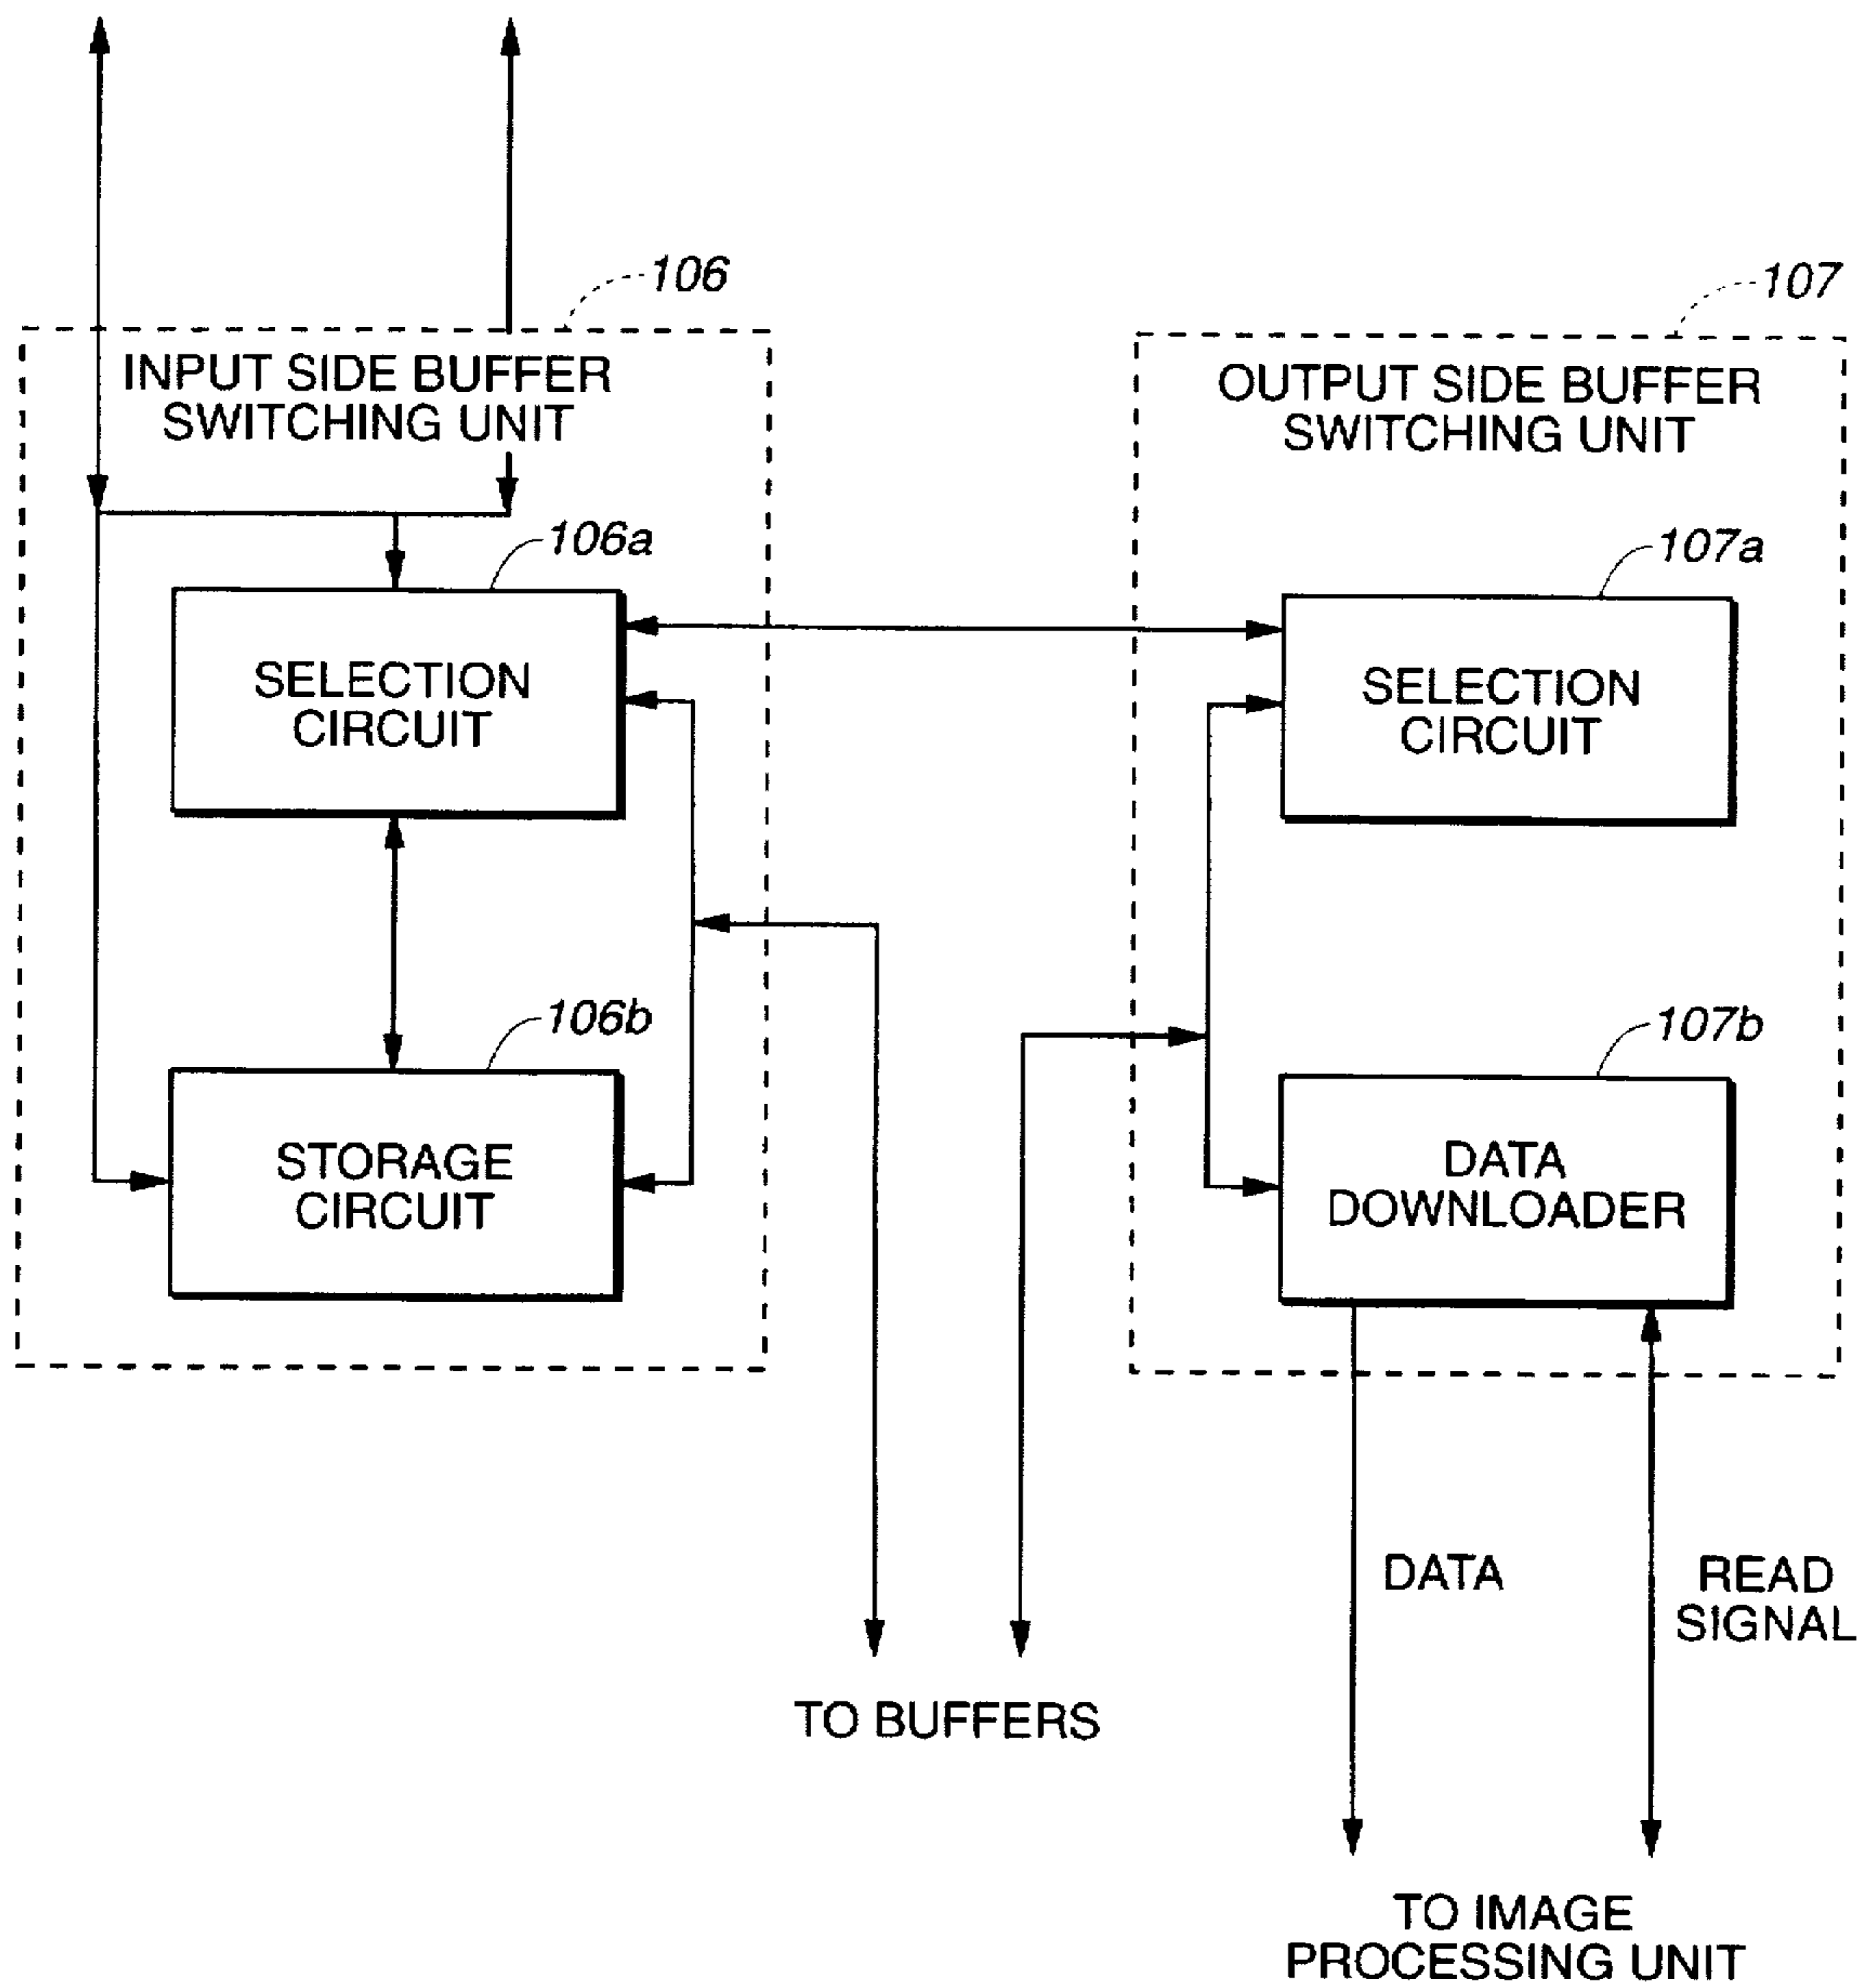 106
107
INPUT SIDE BUFFER
SWITCHING UNIT
OUTPUT SIDE BUFFER
SWITCHING UNIT
106a
107a
SELECTION
CIRCUIT
SELECTION
CIRCUIT
106b
107b
STORAGE
CIRCUIT
DATA
DOWNLOADER
DATA
READ
SIGNAL
TO BUFFERS
TO IMAGE
PROCESSING UNIT